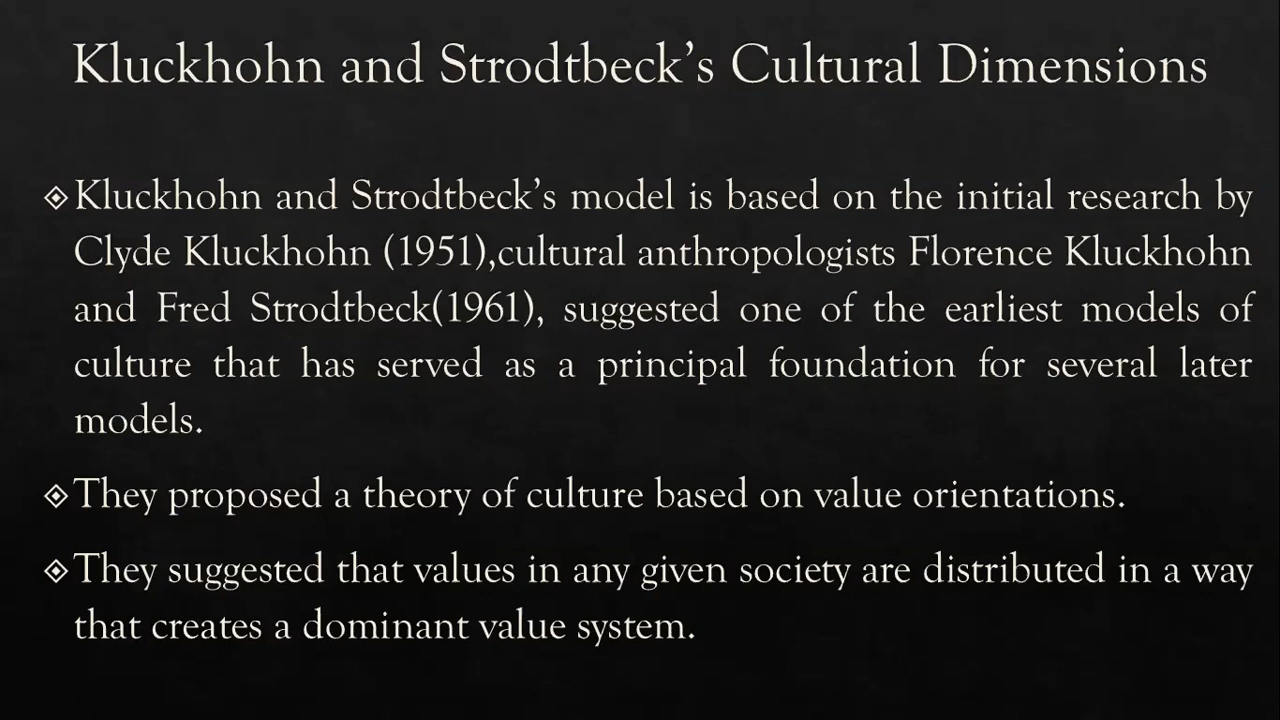 Kluckhohn and Strodtbeck’s Cultural Dimensions
Kluckhohn and Strodtbeck’s model is based on the initial research by
Clyde Kluckhohn (1951),cultural anthropologists Florence Kluckhohn
and Fred Strodtbeck(1961), suggested one of the earliest models of
culture that has served as a principal foundation for several later
models.
They proposed a theory of culture based on value orientations.
They suggested that values in any given society are distributed in a way
that creates a dominant value system.